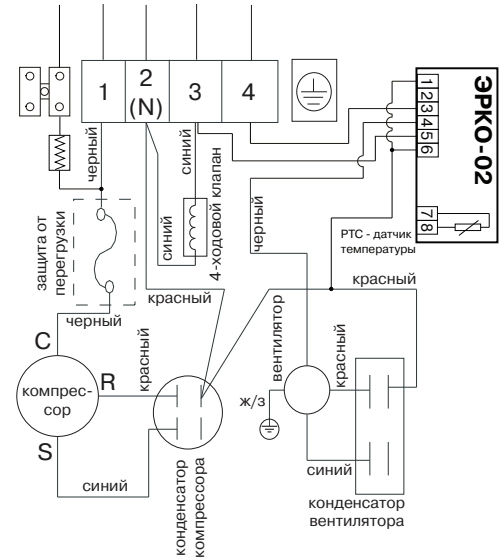 1
2
(N)
3
4
ЭРКО-02
1
2
3
4
5
6
7
8
черный
синий
синий
4-ходовой клапан
черный
РТС - датчик
температуры
защита от
перегрузки
красный
красный
черный
C
R
S
компрес-
сор
красный
вентилятор
красный
ж/з
синий
синий
конденсатор
компрессора
конденсатор
вентилятора